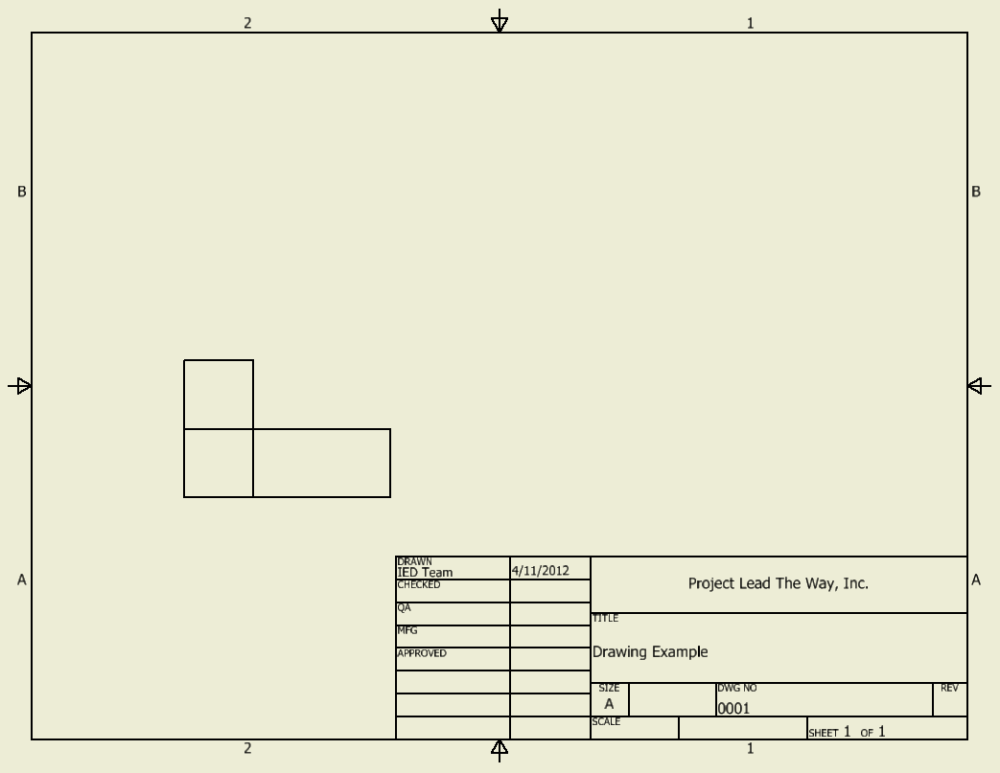 2 1
B B
A A
DRAWN
IED Team 4/11/2012
CHECKED
QA
MFG
APPROVED
Project Lead The Way, Inc.
TITLE
Drawing Example
SIZE DWG NO REV
A 0001
SCALE SHEET 1 OF 1
2 1